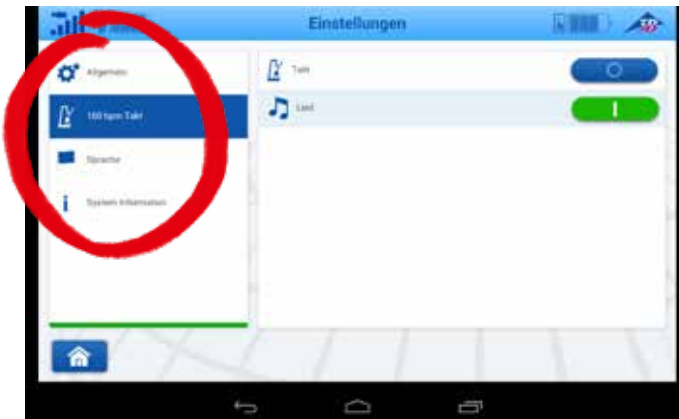 Einstellungen
Allgemein
Takt
100 bpm Takt
Lied
Sprache
System Information